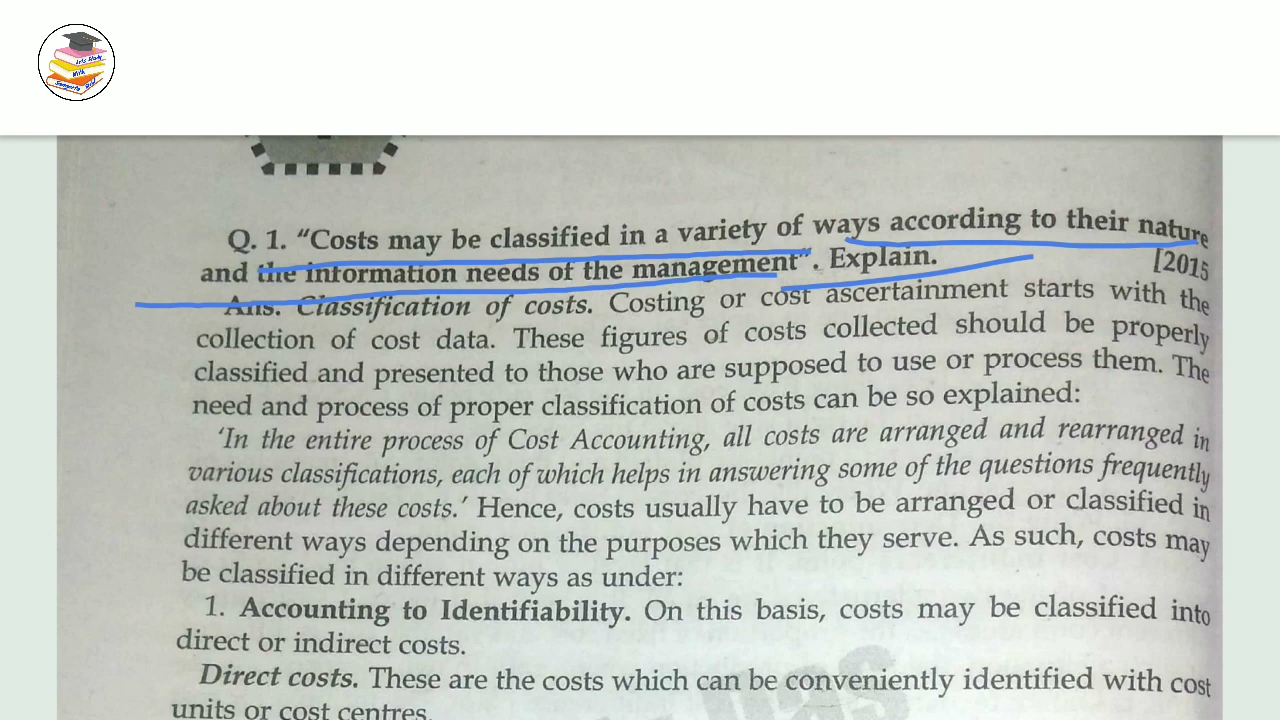 Arts Study
With
Somparta Didi
Q. 1. “Costs may be classified in a variety of ways according to their nature
and the information needs of the management”. Explain. [2015
Ans. Classification of costs. Costing or cost ascertainment starts with the
collection of cost data. These figures of costs collected should be properly
classified and presented to those who are supposed to use or process them. The
need and process of proper classification of costs can be so explained:
‘In the entire process of Cost Accounting, all costs are arranged and rearranged in
various classifications, each of which helps in answering some of the questions frequently
asked about these costs.’ Hence, costs usually have to be arranged or classified in
different ways depending on the purposes which they serve. As such, costs may
be classified in different ways as under:
1. Accounting to Identifiability. On this basis, costs may be classified into
direct or indirect costs.
Direct costs. These are the costs which can be conveniently identified with cost
units or cost centres.